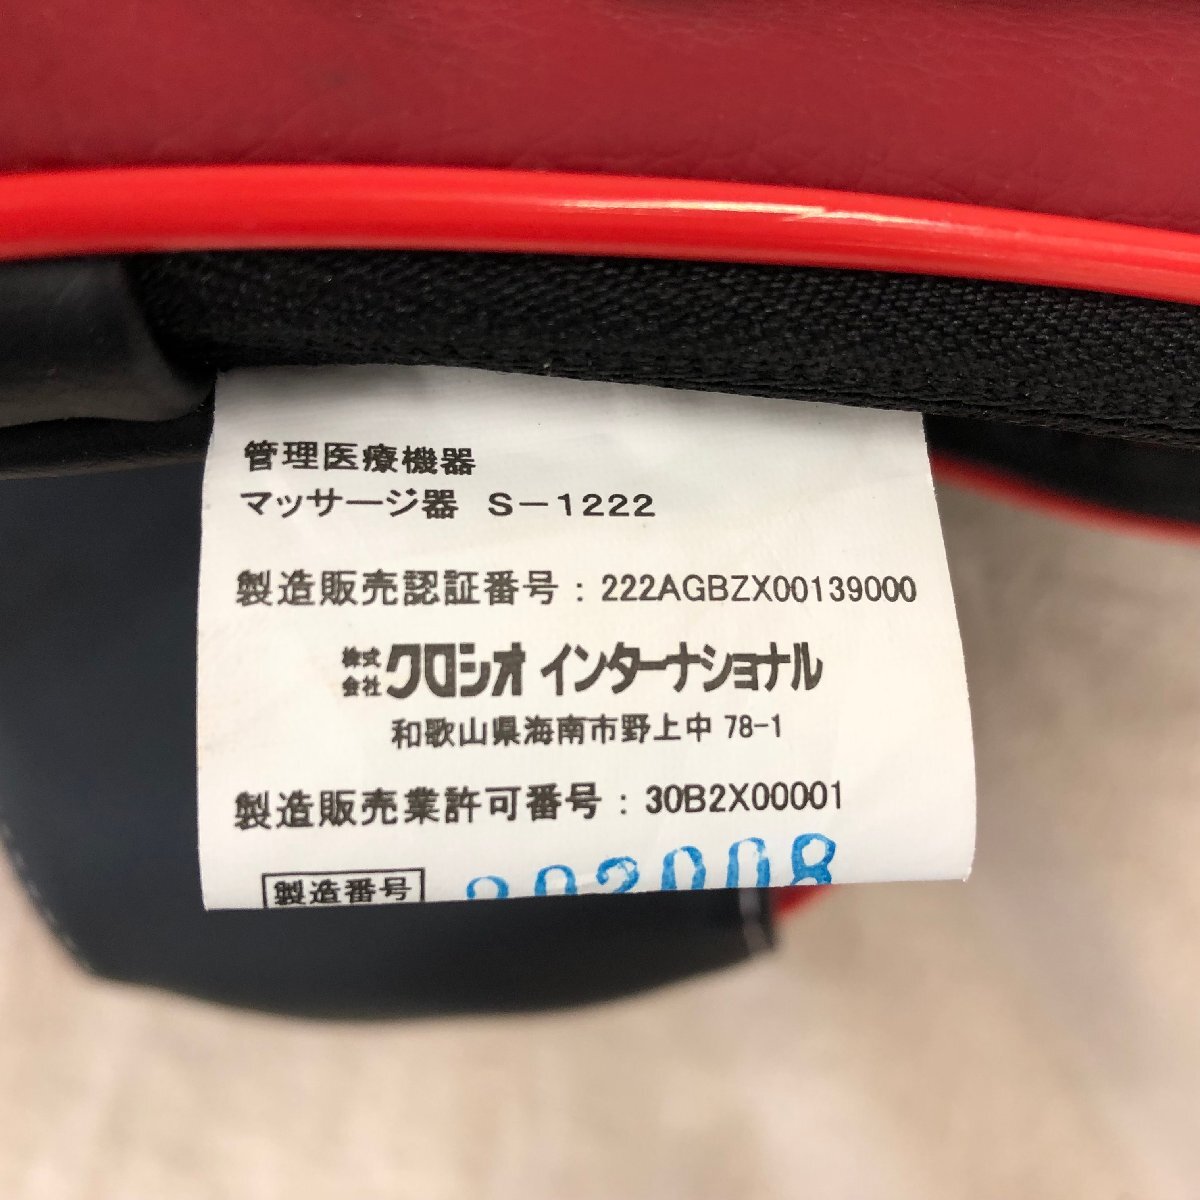 管理医療機器
マッサージ器 S-1222
製造販売認証番号：222AGBZX00139000
株式会社 クロシオ インターナショナル
和歌山県海南市野上中 78-1
製造販売業許可番号：30B2X00001
製造番号